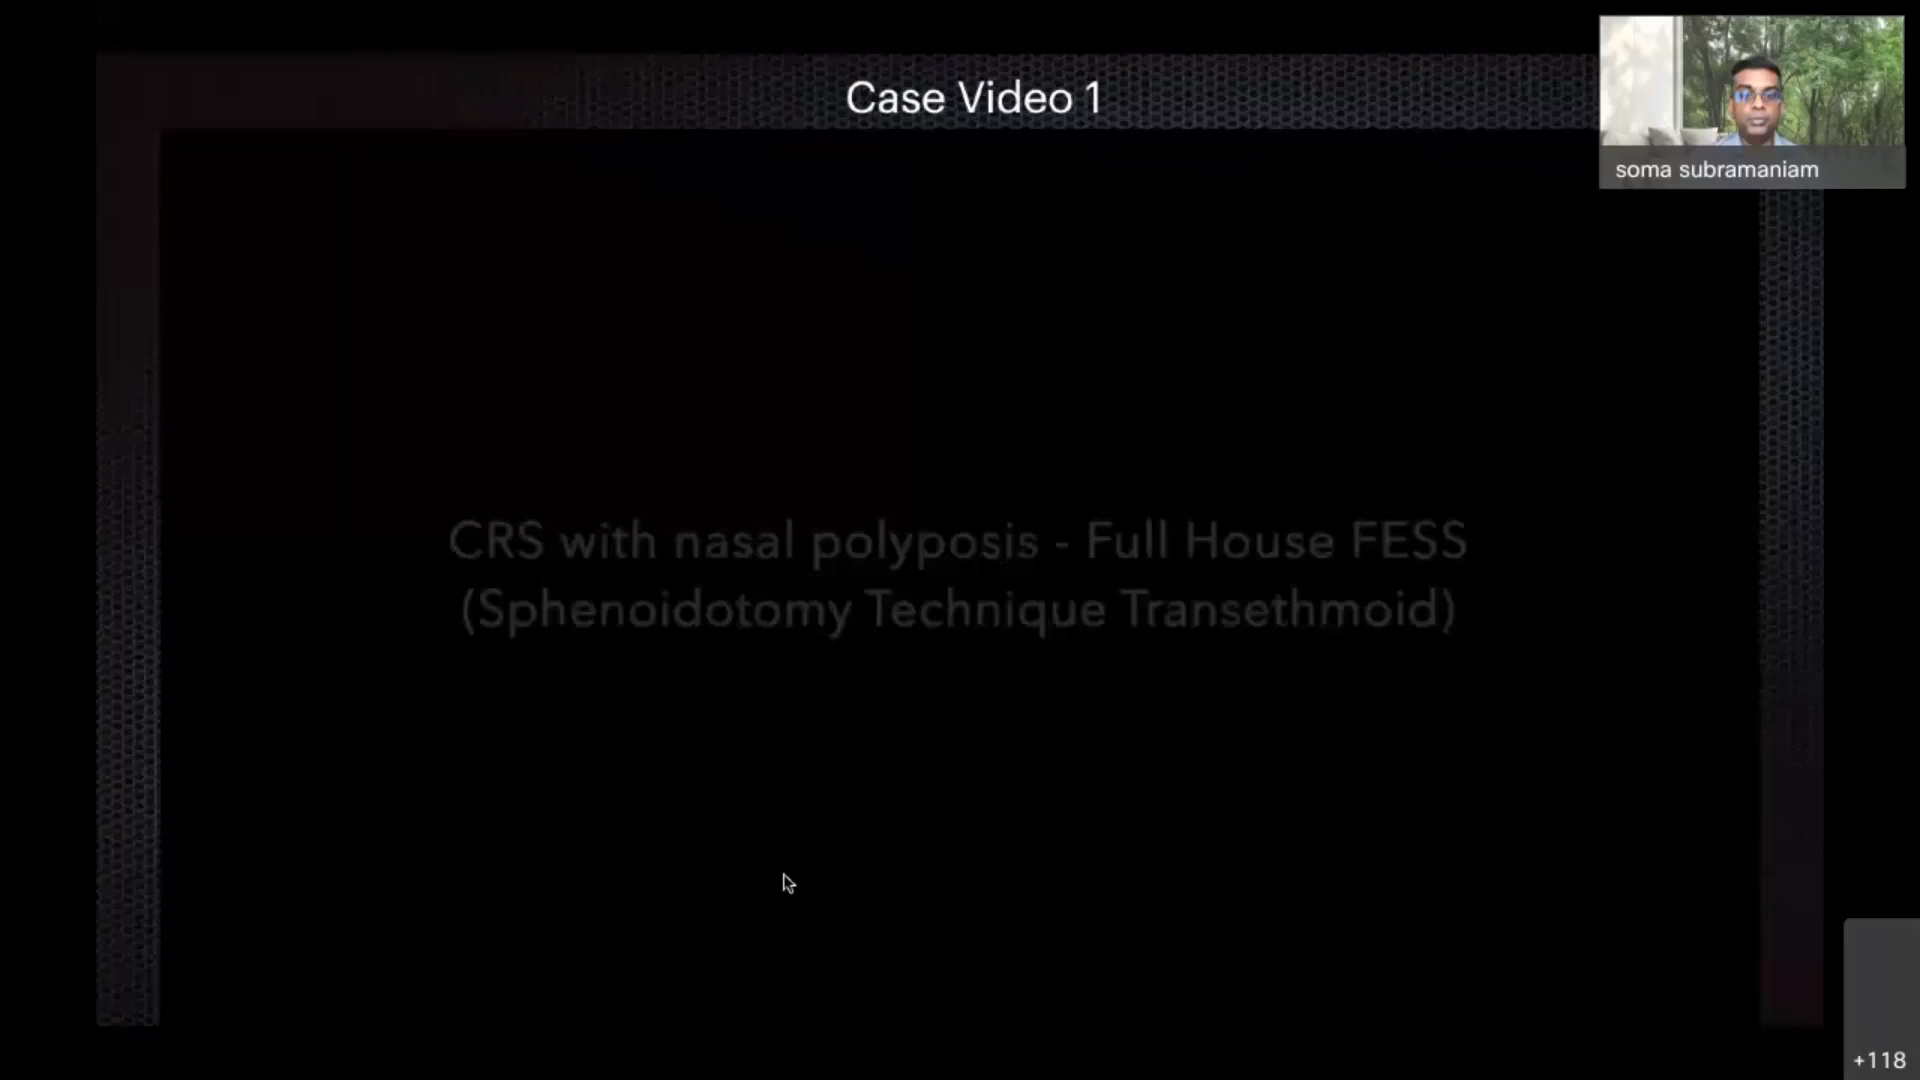 Case Video 1
soma subramaniam
CRS with nasal polyposis - Full House FESS
(Sphenoidotomy Technique Transethmoid)
+118